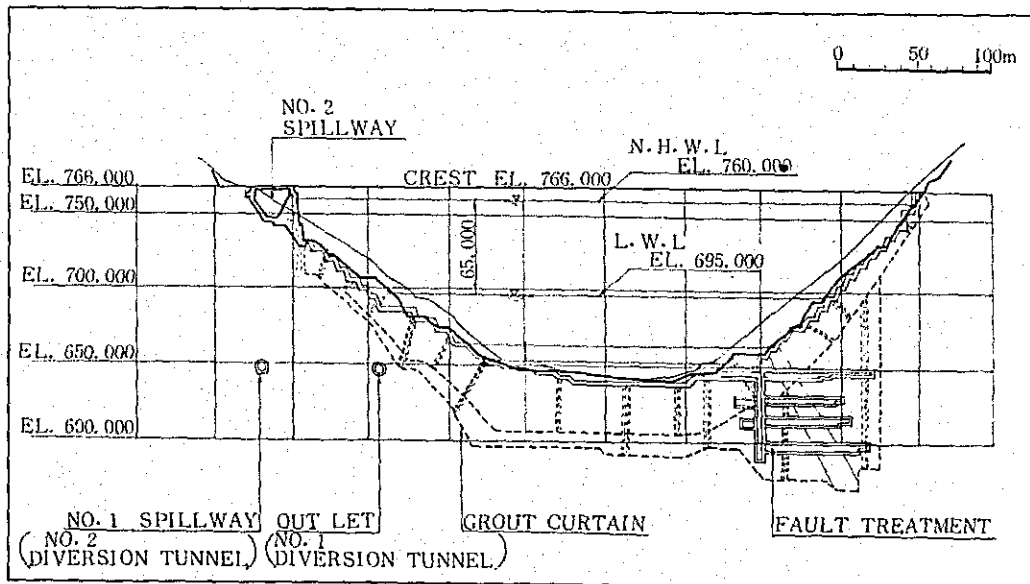 0 50 100m
NO. 2
SPILLWAY
N. H. W. L
EL. 760.000
EL. 766.000
CREST EL. 766.000
EL. 750.000
L. W. L
EL. 695.000
65.000
EL. 700.000
EL. 650.000
EL. 600.000
NO. 1 SPILLWAY
(NO. 2
DIVERSION TUNNEL)
OUT LET
(NO. 1
DIVERSION TUNNEL)
GROUT CURTAIN
FAULT TREATMENT